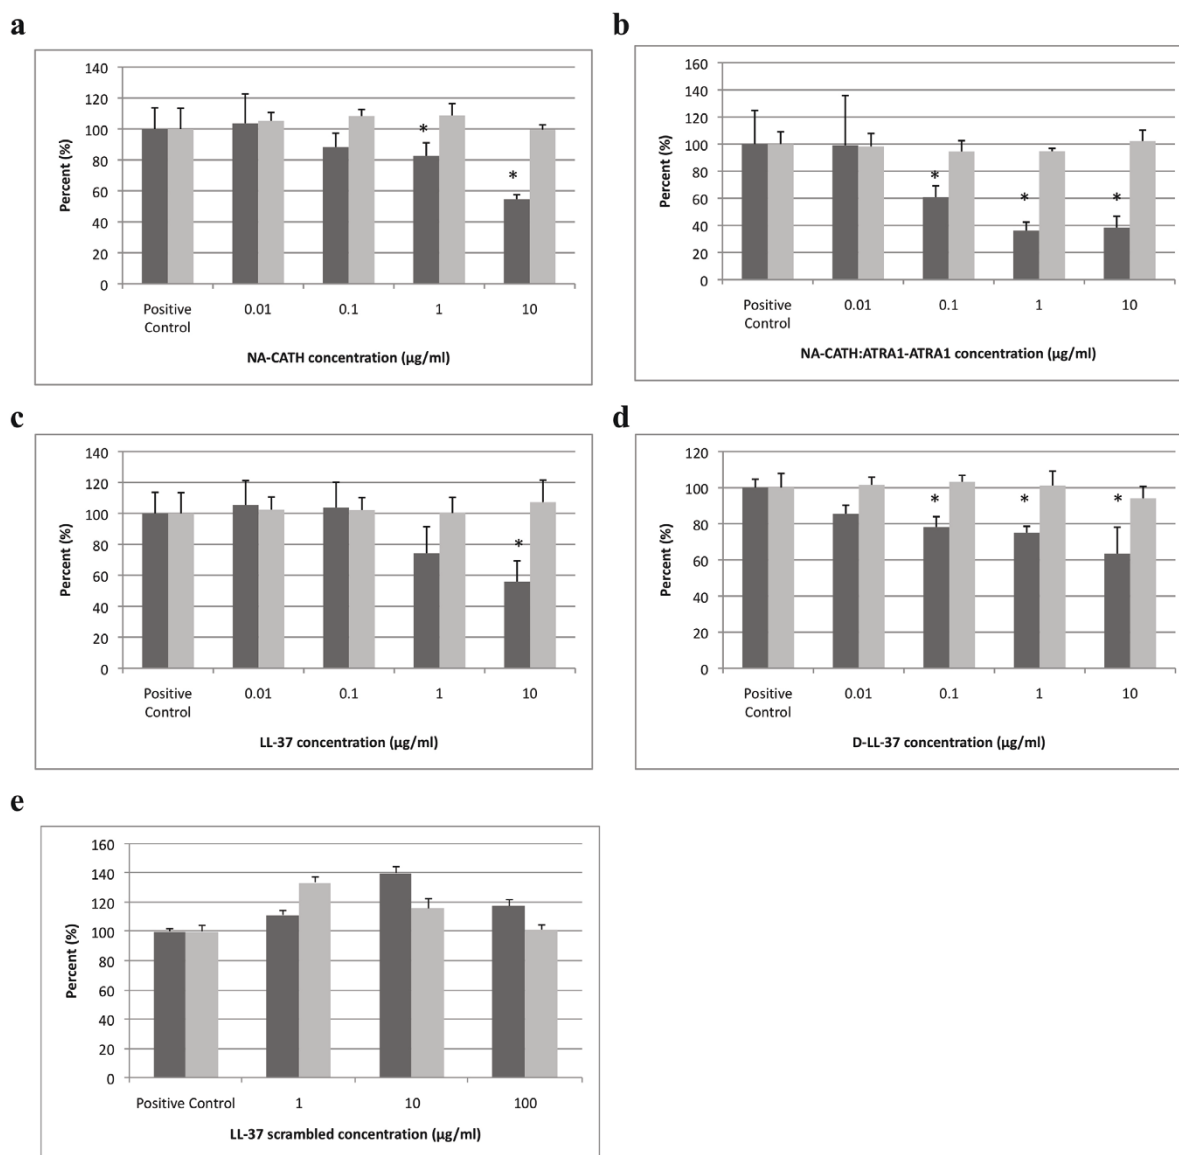 a
140
120
100
80
60
40
20
0
Percent (%)
*
*
Positive Control 0.01 0.1 1 10
NA-CATH concentration (µg/ml)
b
160
140
120
100
80
60
40
20
0
Percent (%)
*
*
*
Positive Control 0.01 0.1 1 10
NA-CATH:ATRA1-ATRA1 concentration (µg/ml)
c
140
120
100
80
60
40
20
0
Percent (%)
*
Positive Control 0.01 0.1 1 10
LL-37 concentration (µg/ml)
d
120
100
80
60
40
20
0
Percent (%)
*
*
*
Positive Control 0.01 0.1 1 10
D-LL-37 concentration (µg/ml)
e
160
140
120
100
80
60
40
20
0
Percent (%)
Positive Control 1 10 100
LL-37 scrambled concentration (µg/ml)